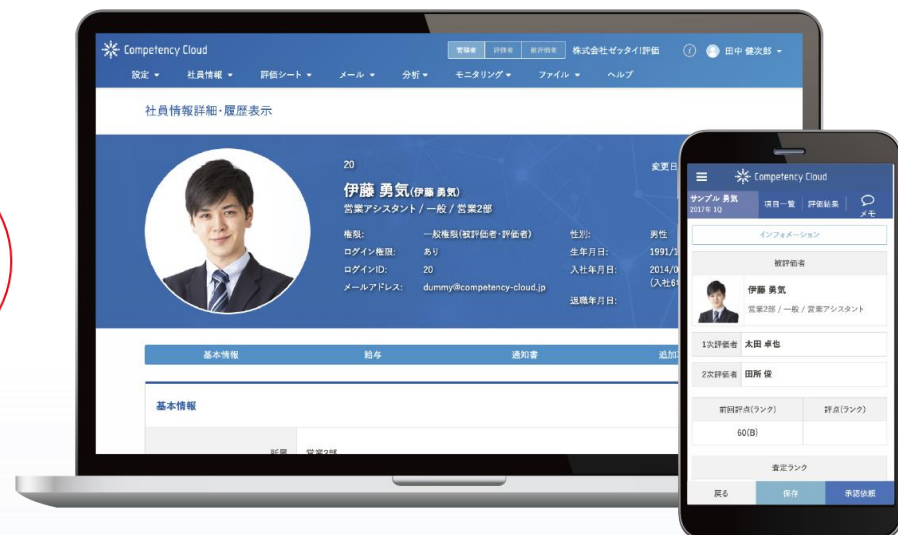 Competency Cloud
管理者 評価者 被評価者 株式会社ゼッタイ!評価 田中 健次郎
設定 社員情報 評価シート メール 分析 モニタリング ファイル ヘルプ
社員情報詳細・履歴表示
20
変更日
伊藤 勇気(伊藤 勇気)
営業アシスタント / 一般 / 営業2部
権限: 一般権限(被評価者・評価者) 性別: 男性
ログイン権限: あり 生年月日: 1991/1
ログインID: 20 入社年月日: 2014/0
メールアドレス: dummy@competency-cloud.jp (入社6
退職年月日:
基本情報 給与 通知書 追加
基本情報
所属 営業2部
Competency Cloud
サンプル 勇気
2017年 1Q
項目一覧 評価結果 メモ
インフォメーション
被評価者
伊藤 勇気
営業2部 / 一般 / 営業アシスタント
1次評価者 太田 卓也
2次評価者 田所 俊
前回評点(ランク) 評点(ランク)
60(B)
査定ランク
戻る 保存 承認依頼